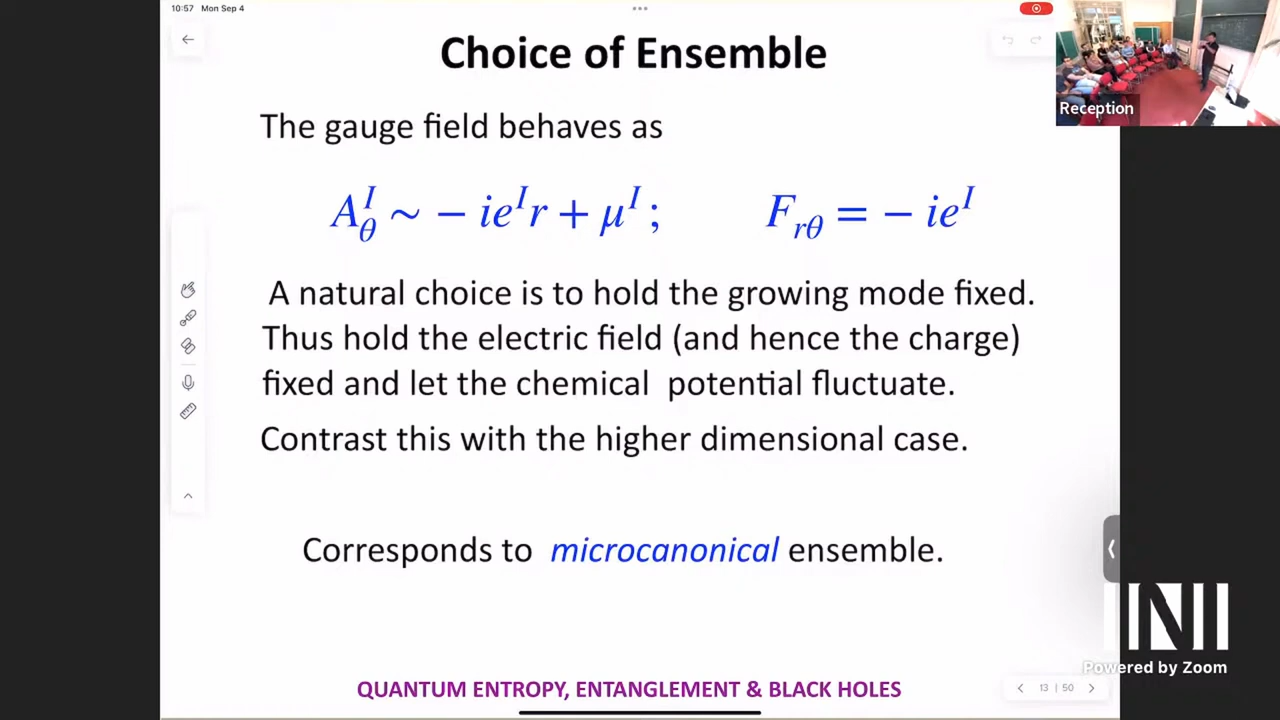 10:57 Mon Sep 4
Choice of Ensemble
Reception
The gauge field behaves as
A^I_θ ~ − ie^I r + μ^I ; F_{rθ} = − ie^I
A natural choice is to hold the growing mode fixed.
Thus hold the electric field (and hence the charge)
fixed and let the chemical potential fluctuate.
Contrast this with the higher dimensional case.
Corresponds to microcanonical ensemble.
Powered by Zoom
QUANTUM ENTROPY, ENTANGLEMENT & BLACK HOLES
13 | 50